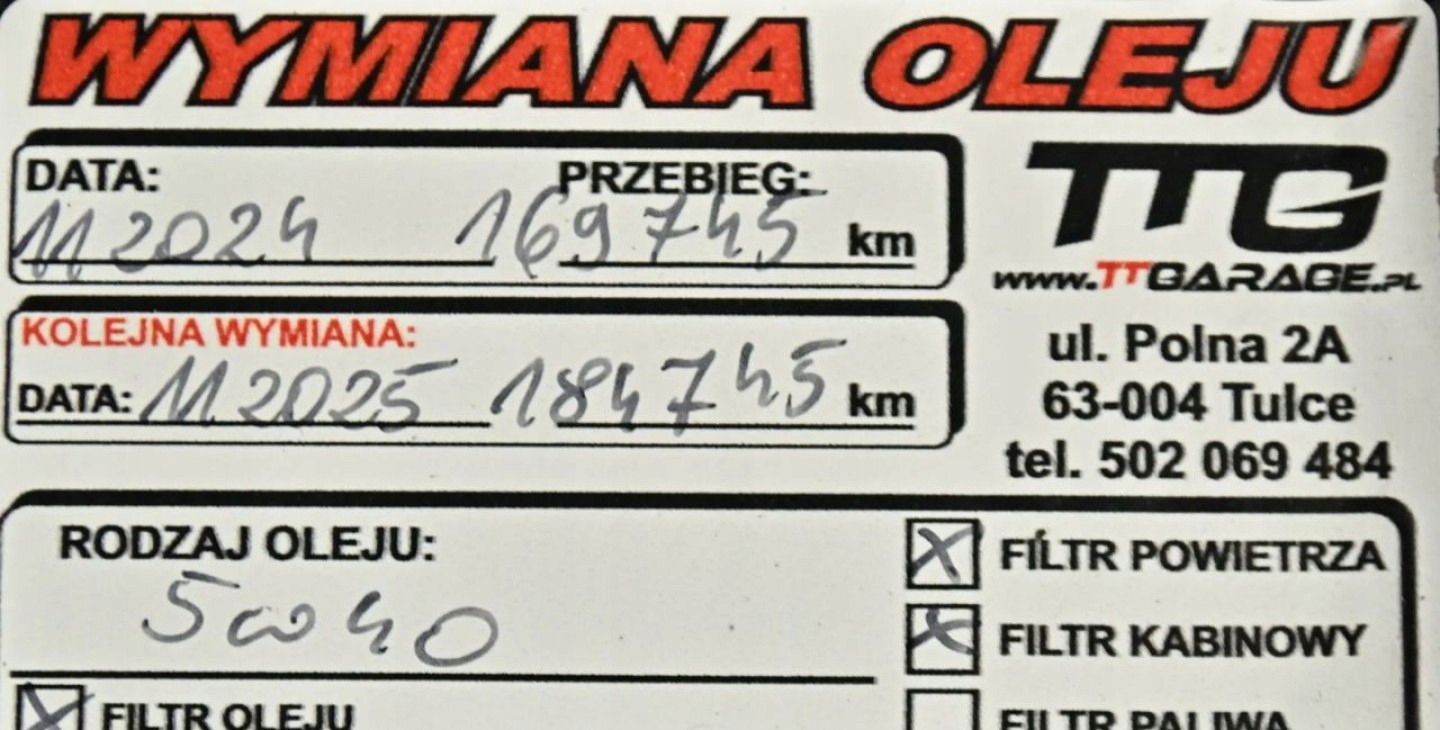 WYMIANA OLEJU
DATA: PRZEBIEG:
11 2024 169745 km
TTG
www.TTGARAGE.PL
KOLEJNA WYMIANA:
DATA: 11 2025 184745 km
ul. Polna 2A
63-004 Tulce
tel. 502 069 484
RODZAJ OLEJU:
5w40
X FILTR POWIETRZA
X FILTR KABINOWY
X FILTR OLEJU
FILTR PALIWA